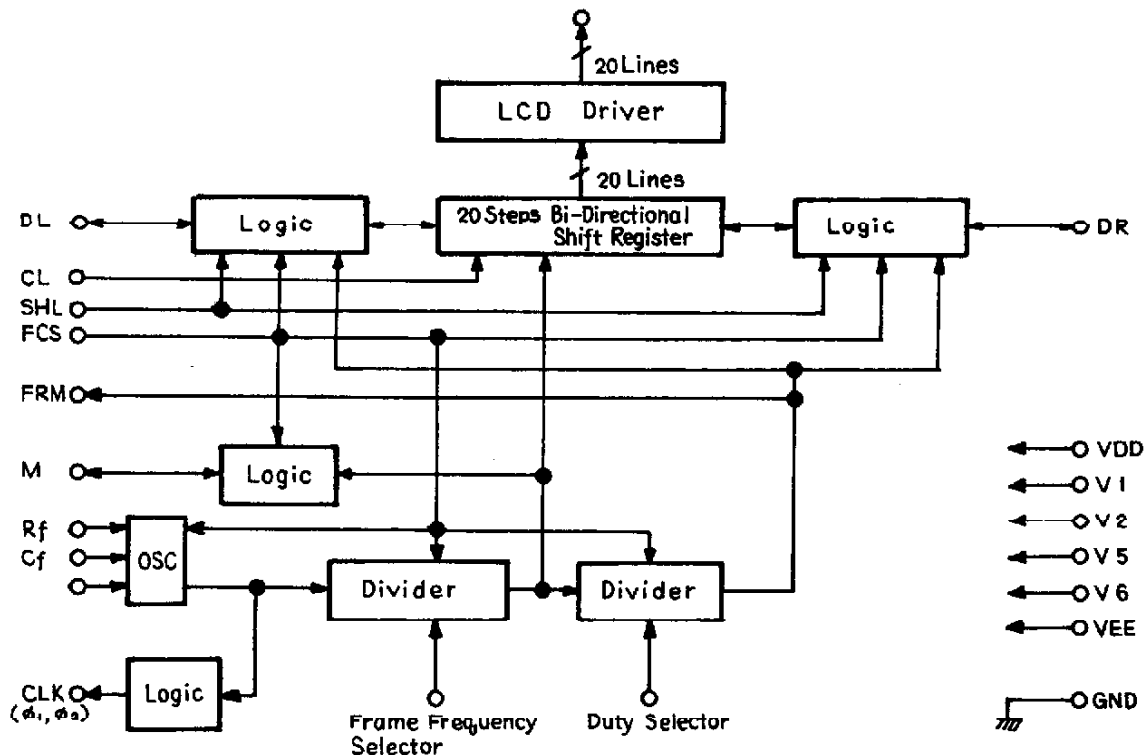 20 Lines
LCD Driver
20 Lines
DL
Logic
20 Steps Bi-Directional
Shift Register
Logic
DR
CL
SHL
FCS
FRM
M
Logic
VDD
V1
V2
V5
V6
VEE
GND
Rf
Cf
OSC
Divider
Divider
CLK
(ø₁, ø₂)
Logic
Frame Frequency
Selector
Duty Selector